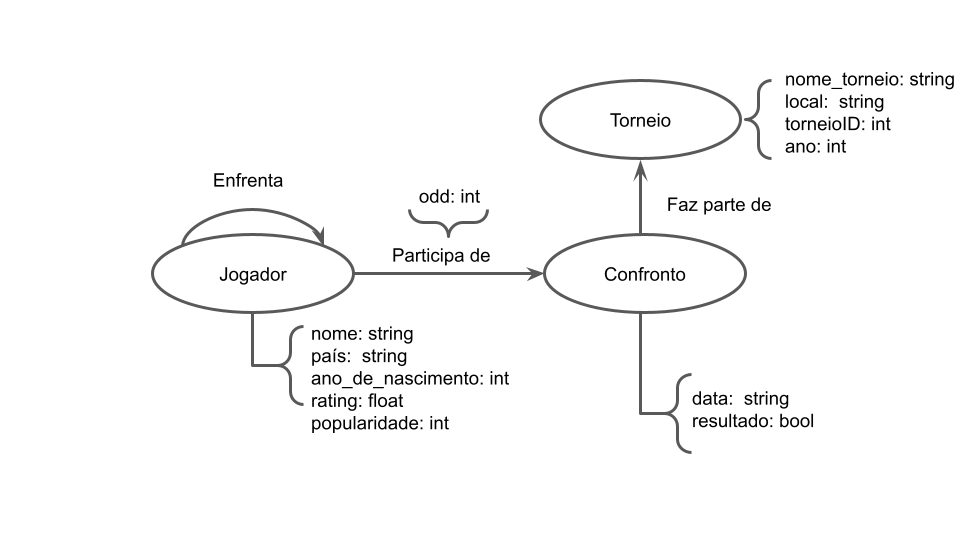 nome_torneio: string
local:  string
torneioID: int
ano: int
Torneio
Enfrenta
odd: int
Faz parte de
Participa de
Jogador
Confronto
nome: string
país:  string
ano_de_nascimento: int
rating: float
popularidade: int
data:  string
resultado: bool